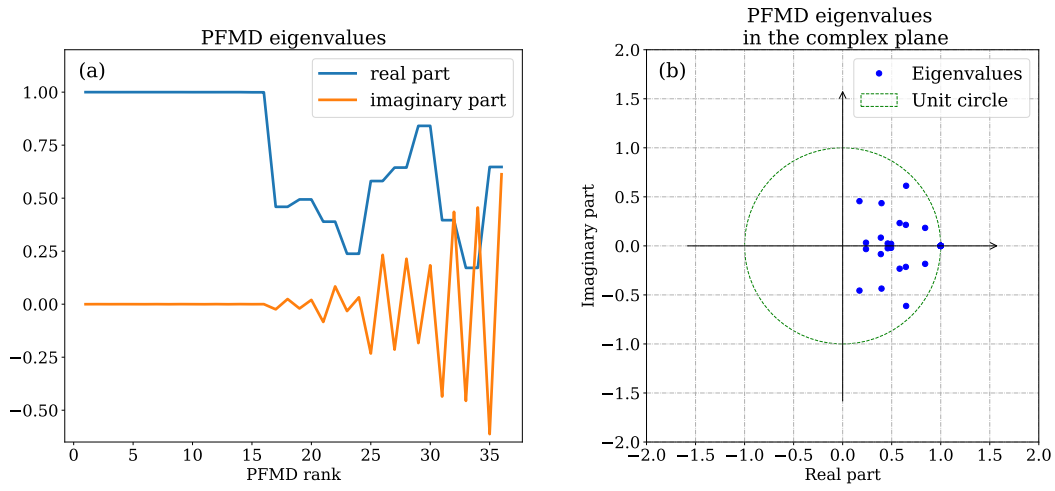 PFMD eigenvalues
(a)
real part
imaginary part
1.00
0.75
0.50
0.25
0.00
−0.25
−0.50
0 5 10 15 20 25 30 35
PFMD rank
PFMD eigenvalues
in the complex plane
(b)
Eigenvalues
Unit circle
Imaginary part
2.0
1.5
1.0
0.5
0.0
−0.5
−1.0
−1.5
−2.0
−2.0 −1.5 −1.0 −0.5 0.0 0.5 1.0 1.5 2.0
Real part